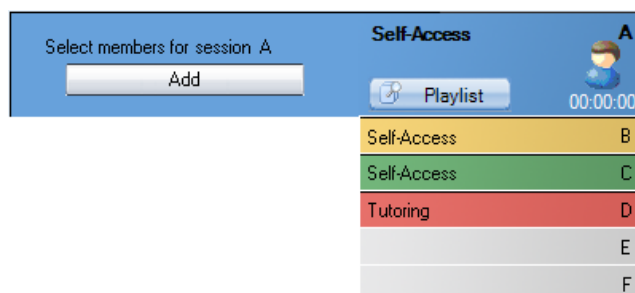 Select members for session A
Add
Self-Access A
Playlist 00:00:00
Self-Access B
Self-Access C
Tutoring D
E
F